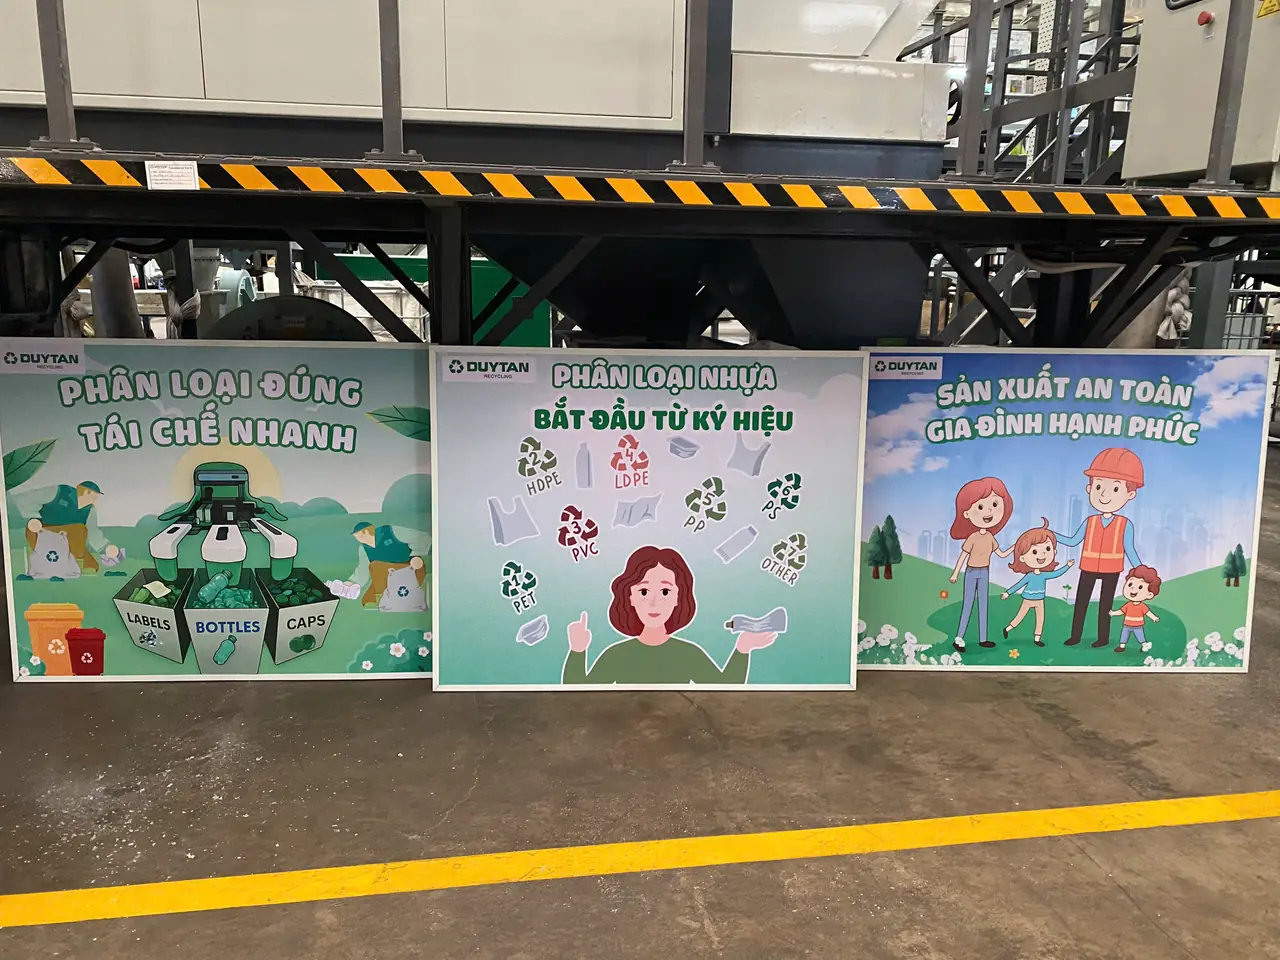 DUYTAN
RECYCLING
PHÂN LOẠI ĐÚNG
TÁI CHẾ NHANH
LABELS
BOTTLES
CAPS
DUYTAN
RECYCLING
PHÂN LOẠI NHỰA
BẮT ĐẦU TỪ KÝ HIỆU
2
HDPE
4
LDPE
3
PVC
5
PP
6
PS
7
OTHER
1
PET
DUYTAN
RECYCLING
SẢN XUẤT AN TOÀN
GIA ĐÌNH HẠNH PHÚC